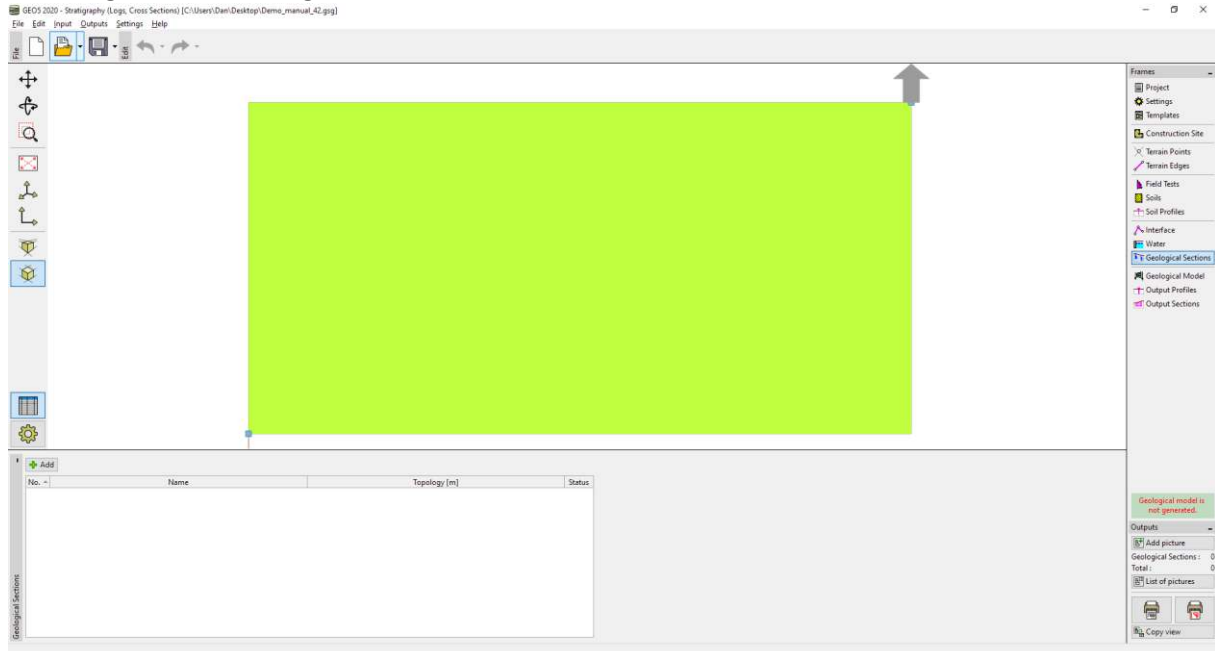 GEO5 2020 - Stratigraphy (Logs, Cross Sections) [C:\Users\Dan\Desktop\Demo_manual_42.gsg]
File Edit Input Outputs Settings Help
File
Edit
Frames
Project
Settings
Templates
Construction Site
Terrain Points
Terrain Edges
Field Tests
Soils
Soil Profiles
Interface
Water
Geological Sections
Geological Model
Output Profiles
Output Sections
Add
No. Name Topology [m] Status
Geological Sections
Geological model is
not generated.
Outputs
Add picture
Geological Sections : 0
Total : 0
List of pictures
Copy view